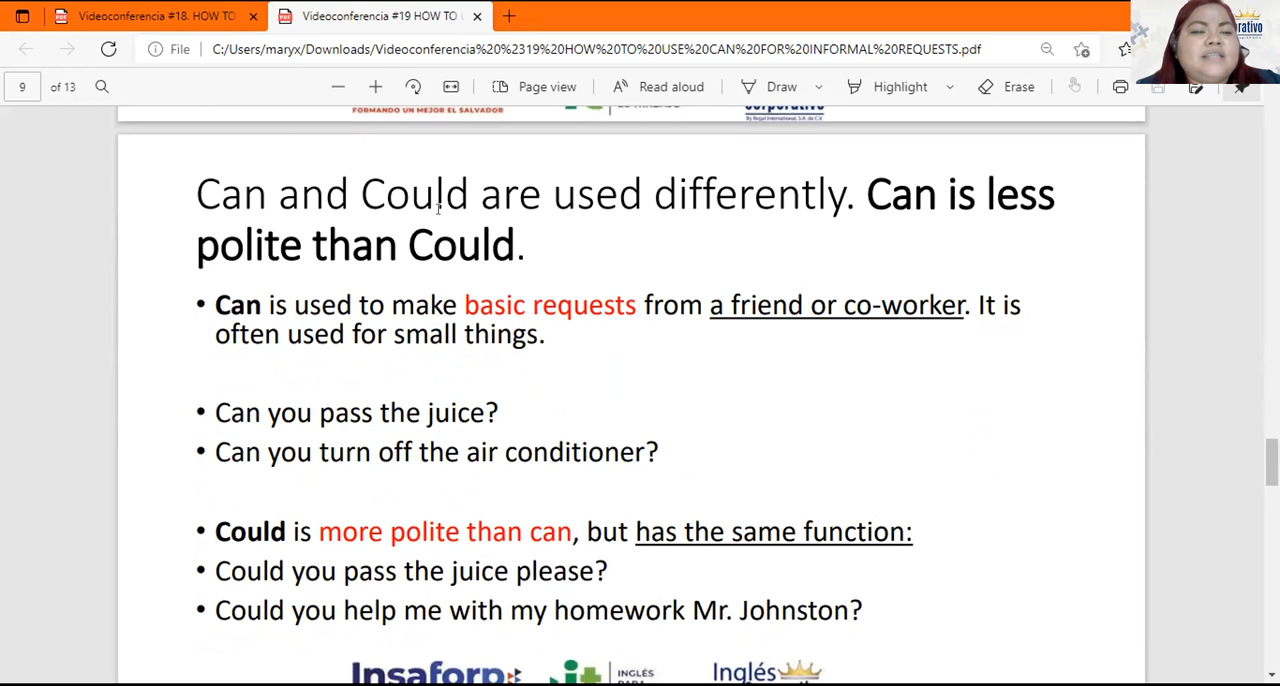 Videoconferencia #18. HOW TO
Videoconferencia #19 HOW TO
File
C:/Users/maryx/Downloads/Videoconferencia%20%2319%20HOW%20TO%20USE%20CAN%20FOR%20INFORMAL%20REQUESTS.pdf
9 of 13
Page view
Read aloud
Draw
Highlight
Erase
FORMANDO UN MEJOR EL SALVADOR
By Regal International, S.A. de C.V.
Can and Could are used differently. Can is less
polite than Could.
• Can is used to make basic requests from a friend or co-worker. It is
often used for small things.
• Can you pass the juice?
• Can you turn off the air conditioner?
• Could is more polite than can, but has the same function:
• Could you pass the juice please?
• Could you help me with my homework Mr. Johnston?
Insaforp
INGLÉS
Inglés